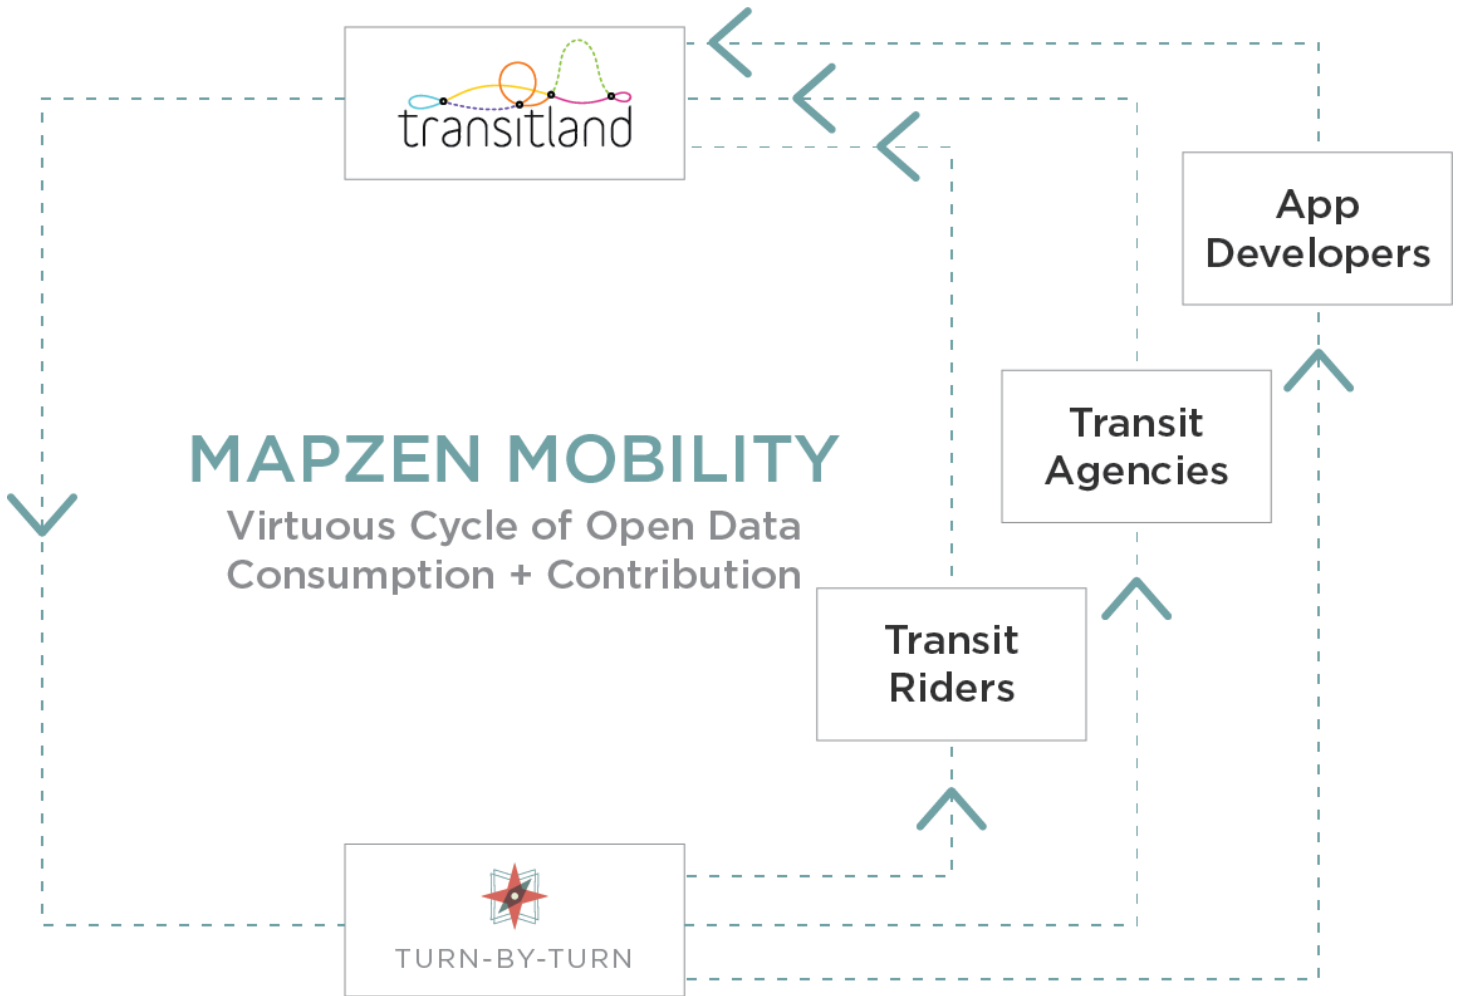 transitland
App
Developers
Transit
Agencies
MAPZEN MOBILITY
Virtuous Cycle of Open Data
Consumption + Contribution
Transit
Riders
TURN-BY-TURN